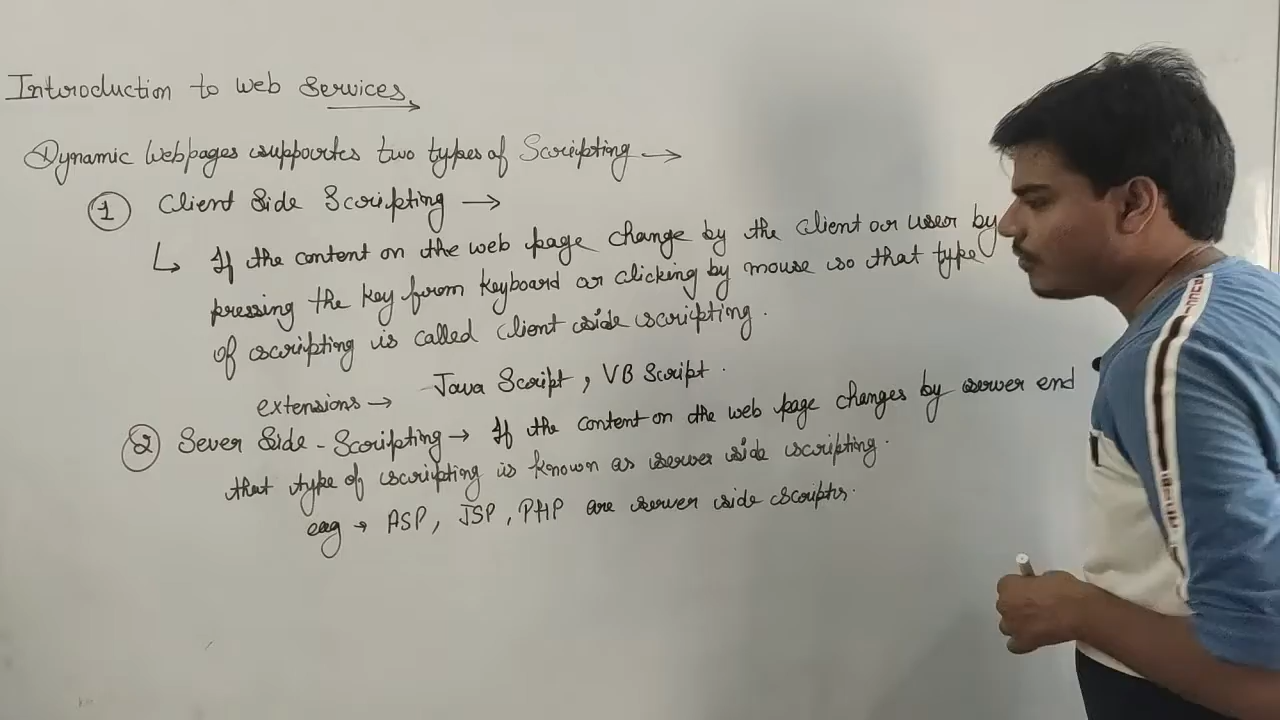 Introduction to Web Services
Dynamic Webpages supportes two types of Scripting →
1 Client Side Scripting →
↳ If the content on the web page change by the client or user by
pressing the key from keyboard or clicking by mouse so that type
of scripting is called client side scripting.
extensions → Java Script, VB Script.
2 Sever Side - Scripting → If the content on the web page changes by server end
that type of scripting is known as server side scripting.
eg → ASP, JSP, PHP are server side scripts.